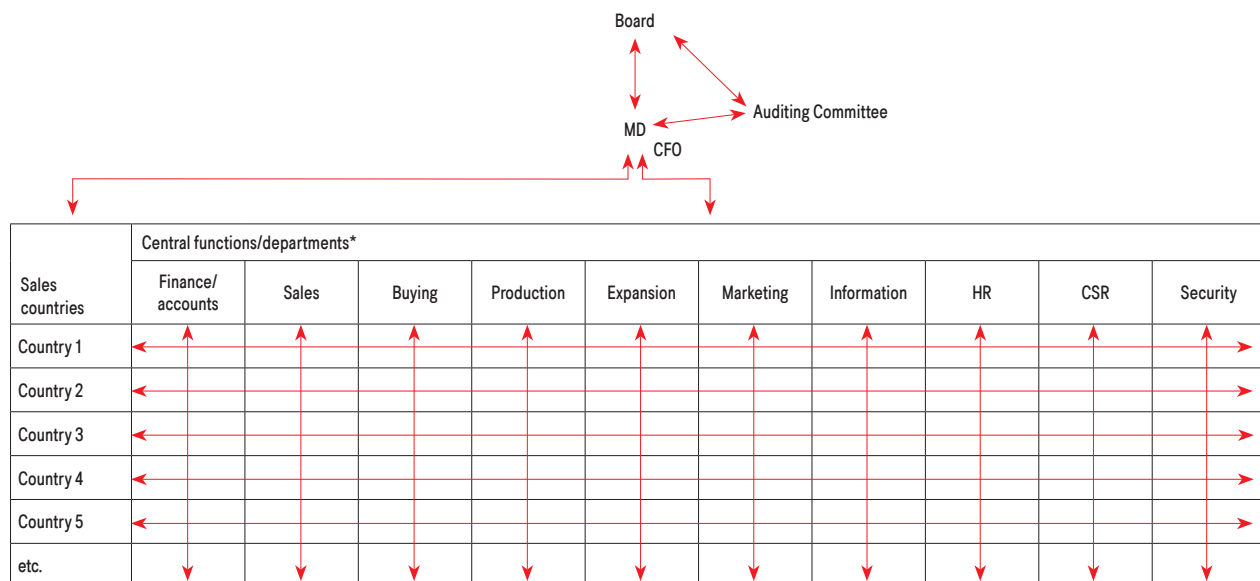 Board
Auditing Committee
MD
CFO
Central functions/departments*
Sales
countries
Finance/
accounts
Sales
Buying
Production
Expansion
Marketing
Information
HR
CSR
Security
Country 1
Country 2
Country 3
Country 4
Country 5
etc.